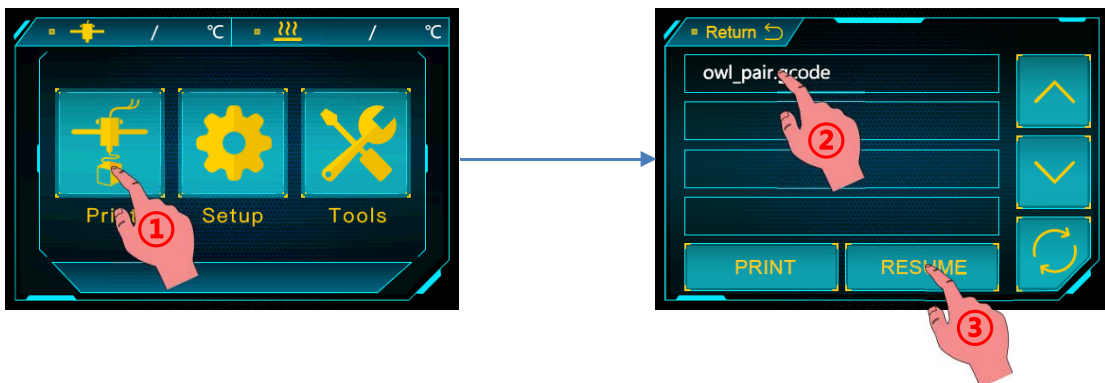 / ℃ / ℃
Print
Setup
Tools
①
Return
owl_pair.gcode
②
PRINT
RESUME
③